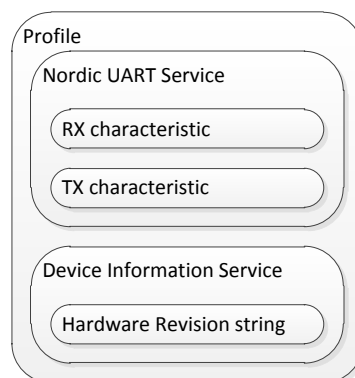 Profile
Nordic UART Service
RX characteristic
TX characteristic
Device Information Service
Hardware Revision string